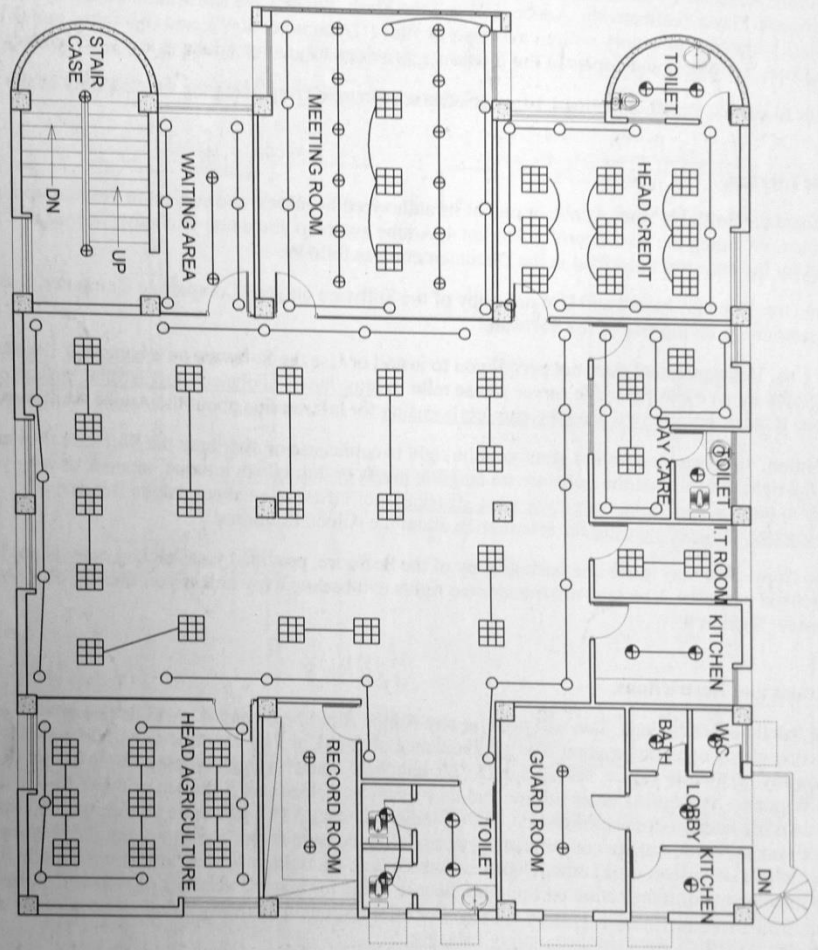 STAIR
CASE
DN
UP
WAITING AREA
MEETING ROOM
TOILET
HEAD CREDIT
DAY CARE
TOILET
I.T ROOM
KITCHEN
W.C
BATH
LOBBY
KITCHEN
DN
GUARD ROOM
TOILET
RECORD ROOM
HEAD AGRICULTURE